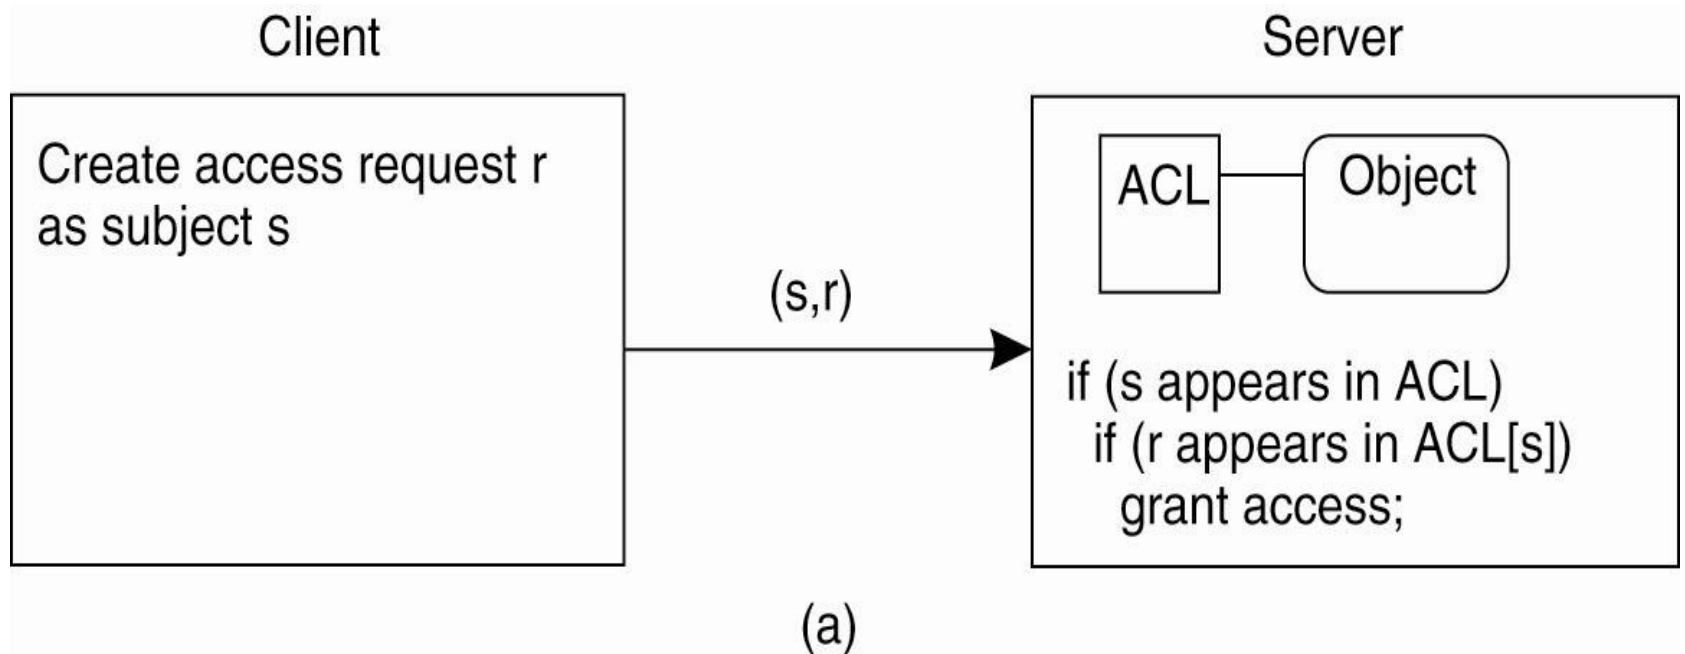 Client
Server
Create access request r
as subject s
ACL
Object
(s,r)
if (s appears in ACL)
if (r appears in ACL[s])
grant access;
(a)